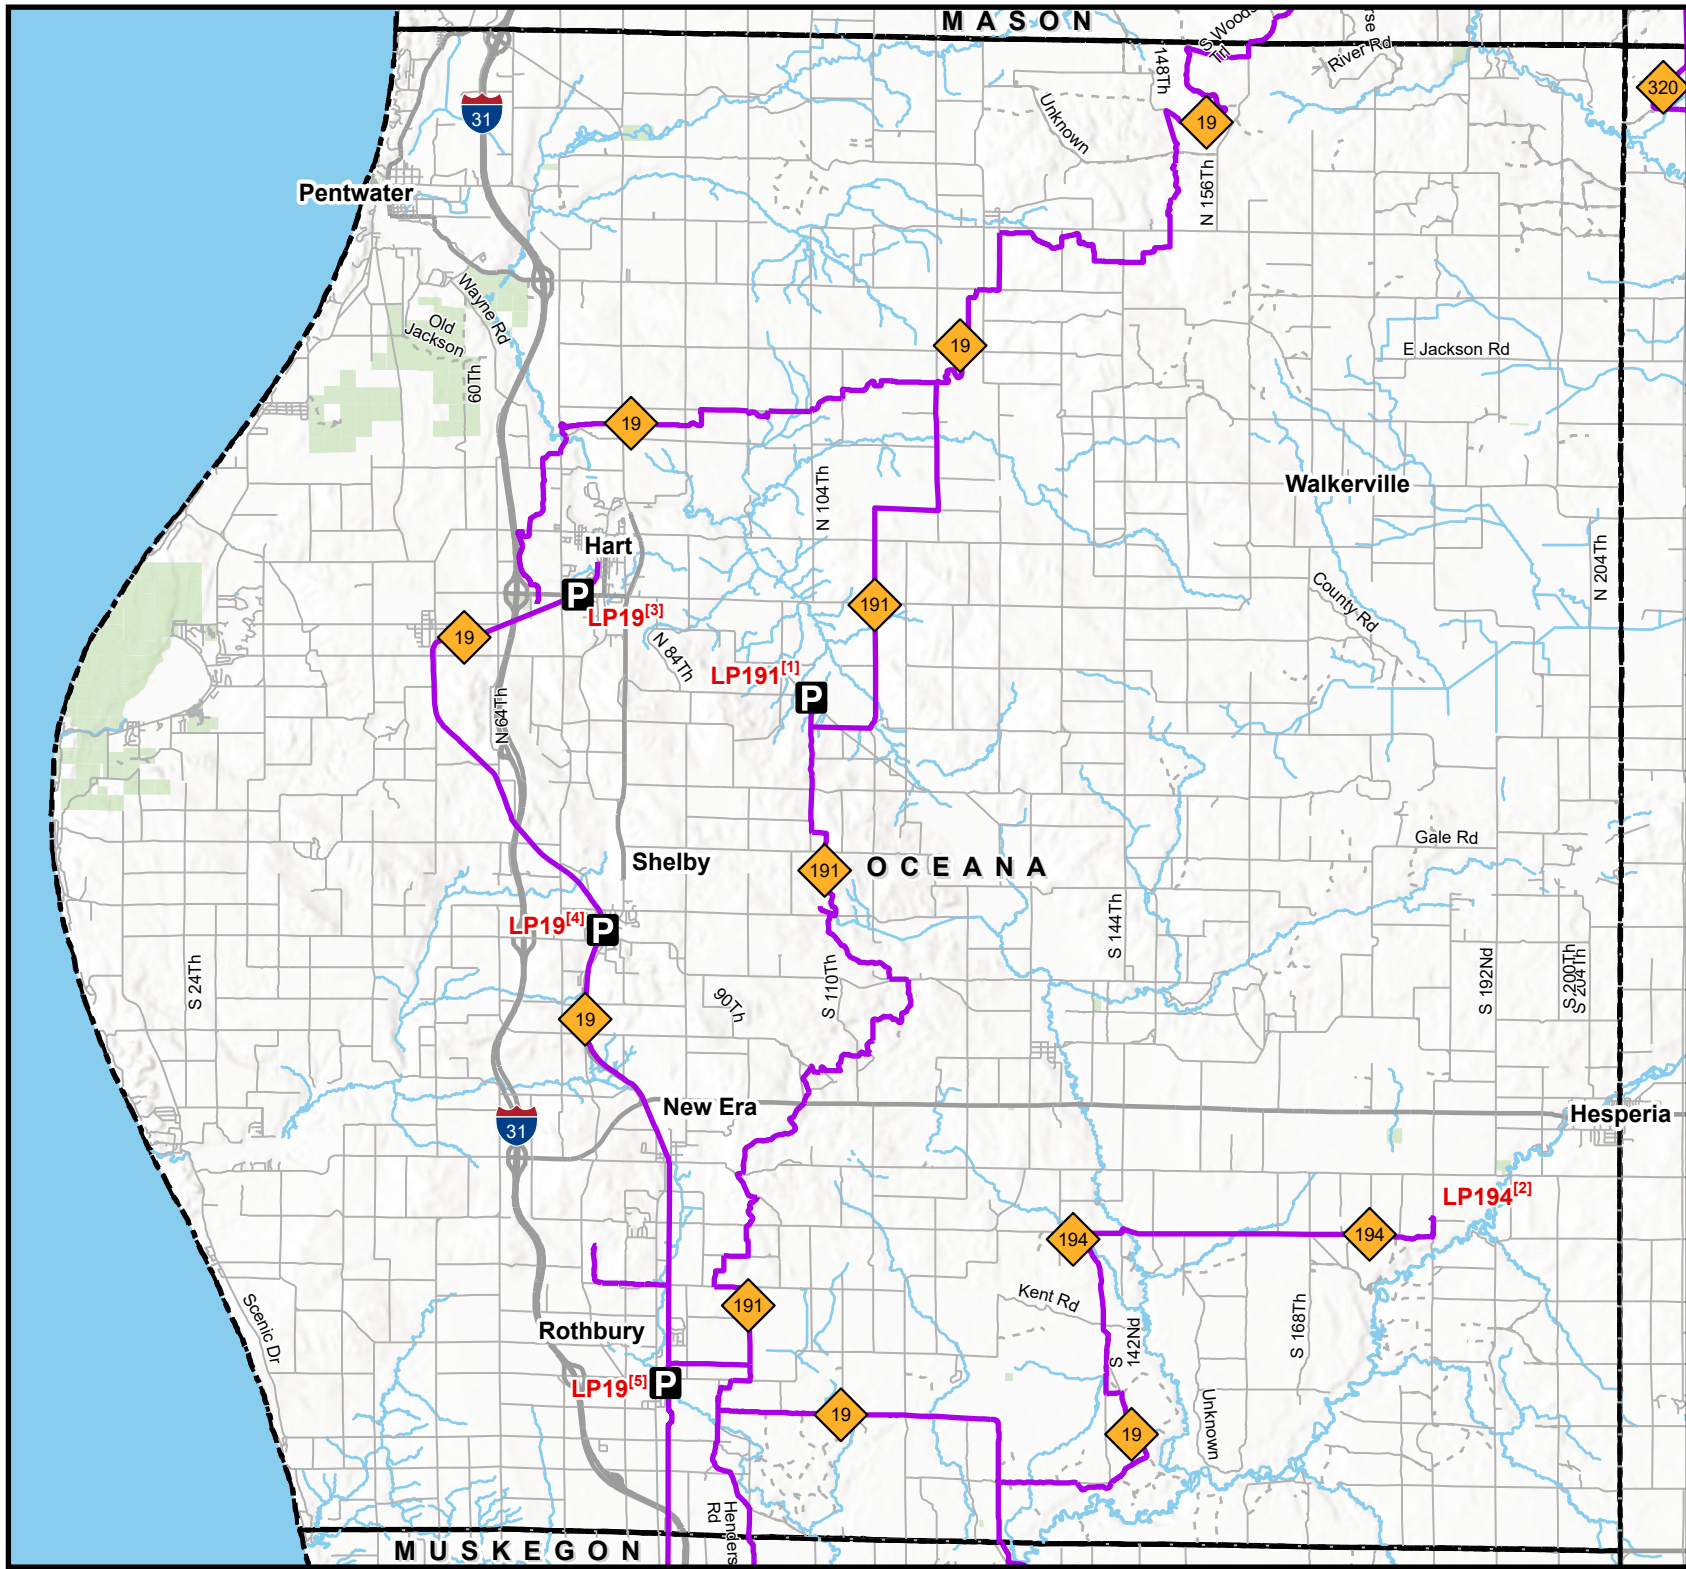 MASON
S Woods
Trl
rse
River Rd
148Th
320
31
19
Unknown
N 156Th
Pentwater
Wayne Rd
Old
Jackson
60Th
19
E Jackson Rd
19
N 104Th
Walkerville
Hart
N 204Th
191
County Rd
LP19[3]
19
N 84Th
LP191[1]
N 64Th
Gale Rd
Shelby
191
OCEANA
LP19[4]
S 144Th
S 24Th
S 110Th
S 192Nd
S 200Th
S 204Th
90Th
19
New Era
Hesperia
31
LP194[2]
194
194
Kent Rd
191
S 168Th
Scenic Dr
Rothbury
S
142Nd
LP19[5]
19
Unknown
19
Henders
Rd
MUSKEGON
P
P
P
P